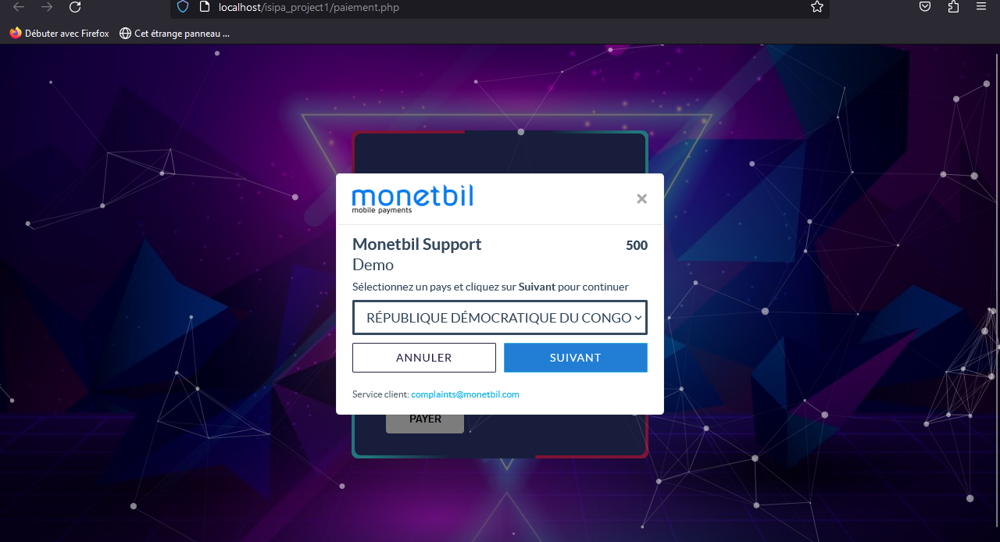 localhost/isipa_project1/paiement.php
Débuter avec Firefox Cet étrange panneau ...
monetbil
mobile payments
×
Monetbil Support 500
Demo
Sélectionnez un pays et cliquez sur Suivant pour continuer
RÉPUBLIQUE DÉMOCRATIQUE DU CONGO
ANNULER SUIVANT
Service client: complaints@monetbil.com
PAYER